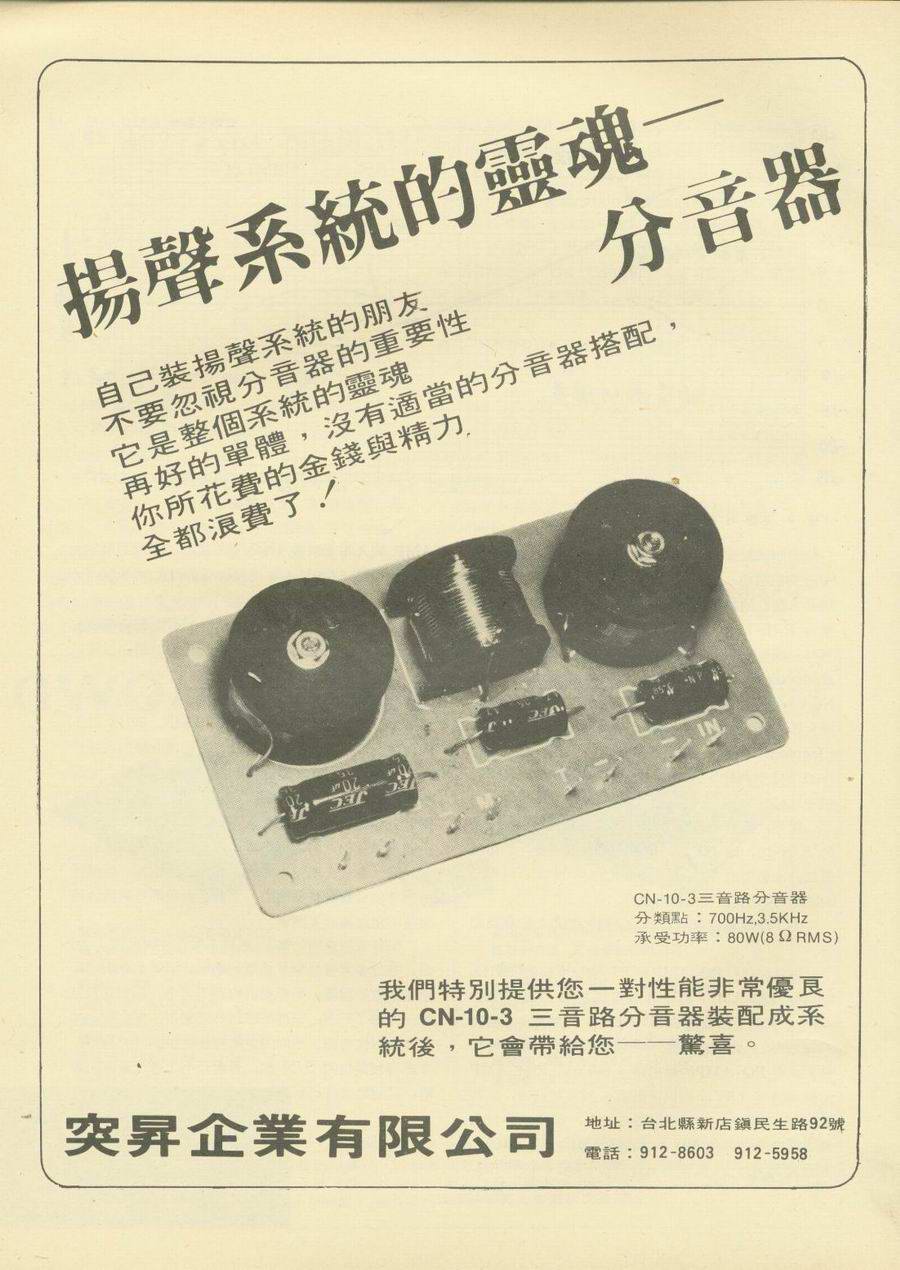 揚聲系統的靈魂—
分音器
自己裝揚聲系統的朋友
不要忽視分音器的重要性
它是整個系統的靈魂
再好的單體，沒有適當的分音器搭配，
你所花費的金錢與精力
全都浪費了！
IN
JEC
20 uf
JEC
CN-10-3三音路分音器
分類點：700Hz,3.5KHz
承受功率：80W(8ΩRMS)
我們特別提供您一對性能非常優良
的 CN-10-3 三音路分音器裝配成系
統後，它會帶給您——驚喜。
突昇企業有限公司
地址：台北縣新店鎮民生路92號
電話：912-8603 912-5958